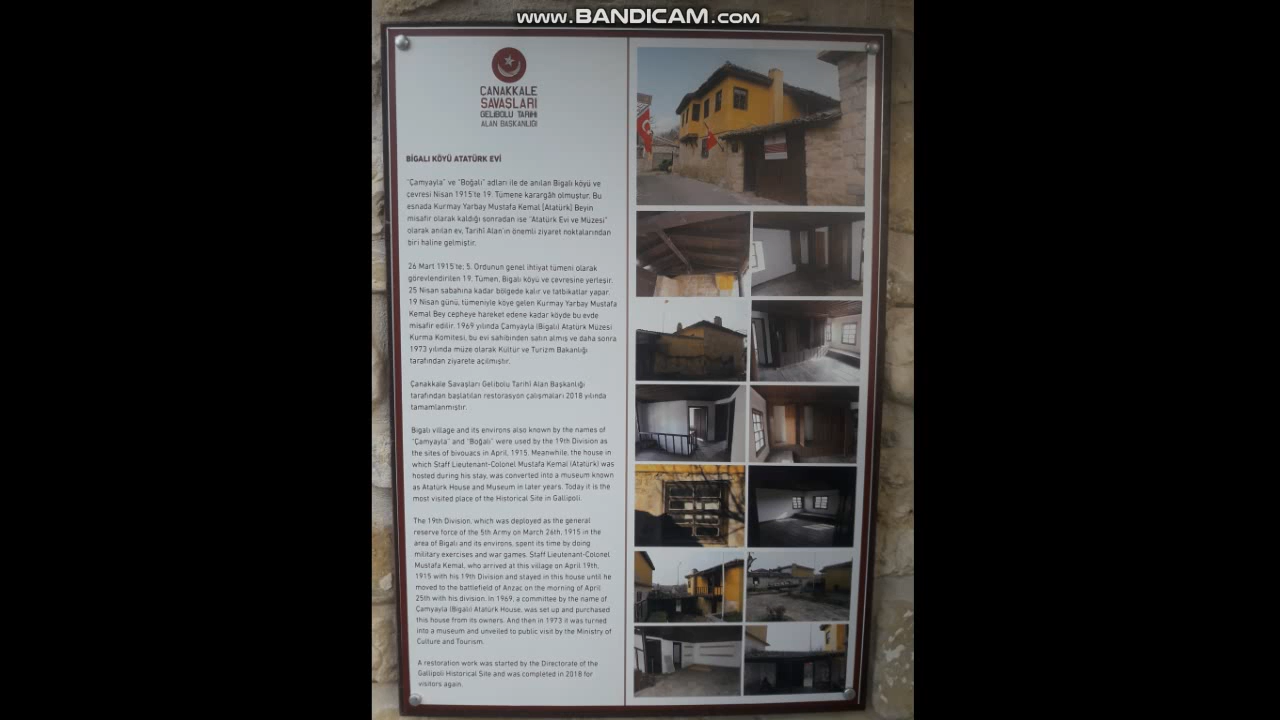 www.BANDICAM.com
ÇANAKKALE
SAVAŞLARI
GELİBOLU TARİHİ
ALAN BAŞKANLIĞI
BİGALI KÖYÜ ATATÜRK EVİ
"Çamyayla" ve "Boğalı" adları ile de anılan Bigalı köyü ve
çevresi Nisan 1915'te 19. Tümene karargâh olmuştur. Bu
esnada Kurmay Yarbay Mustafa Kemal (Atatürk) Beyin
misafir olarak kaldığı sonradan ise "Atatürk Evi ve Müzesi"
olarak anılan ev, Tarihî Alan'ın önemli ziyaret noktalarından
biri haline gelmiştir.
26 Mart 1915'te; 5. Ordunun genel ihtiyat tümeni olarak
görevlendirilen 19. Tümen, Bigalı köyü ve çevresine yerleşir.
25 Nisan sabahına kadar bölgede kalır ve tatbikatlar yapar.
19 Nisan günü, tümeniyle köye gelen Kurmay Yarbay Mustafa
Kemal Bey cepheye hareket edene kadar köyde bu evde
misafir edilir. 1969 yılında Çamyayla (Bigalı) Atatürk Müzesi
Kurma Komitesi, bu evi sahibinden satın almış ve daha sonra
1973 yılında müze olarak Kültür ve Turizm Bakanlığı
tarafından ziyarete açılmıştır.
Çanakkale Savaşları Gelibolu Tarihî Alan Başkanlığı
tarafından başlatılan restorasyon çalışmaları 2018 yılında
tamamlanmıştır.
Bigalı village and its environs also known by the names of
"Çamyayla" and "Boğalı" were used by the 19th Division as
the sites of bivouacs in April, 1915. Meanwhile, the house in
which Staff Lieutenant-Colonel Mustafa Kemal (Atatürk) was
hosted during his stay, was converted into a museum known
as Atatürk House and Museum in later years. Today it is the
most visited place of the Historical Site in Gallipoli.
The 19th Division, which was deployed as the general
reserve force of the 5th Army on March 26th, 1915 in the
area of Bigalı and its environs, spent its time by doing
military exercises and war games. Staff Lieutenant-Colonel
Mustafa Kemal, who arrived at this village on April 19th,
1915 with his 19th Division and stayed in this house until he
moved to the battlefield of Anzac on the morning of April
25th with his division. In 1969, a committee by the name of
Çamyayla (Bigalı) Atatürk House, was set up and purchased
this house from its owners. And then in 1973 it was turned
into a museum and unveiled to public visit by the Ministry of
Culture and Tourism.
A restoration work was started by the Directorate of the
Gallipoli Historical Site and was completed in 2018 for
visitors again.